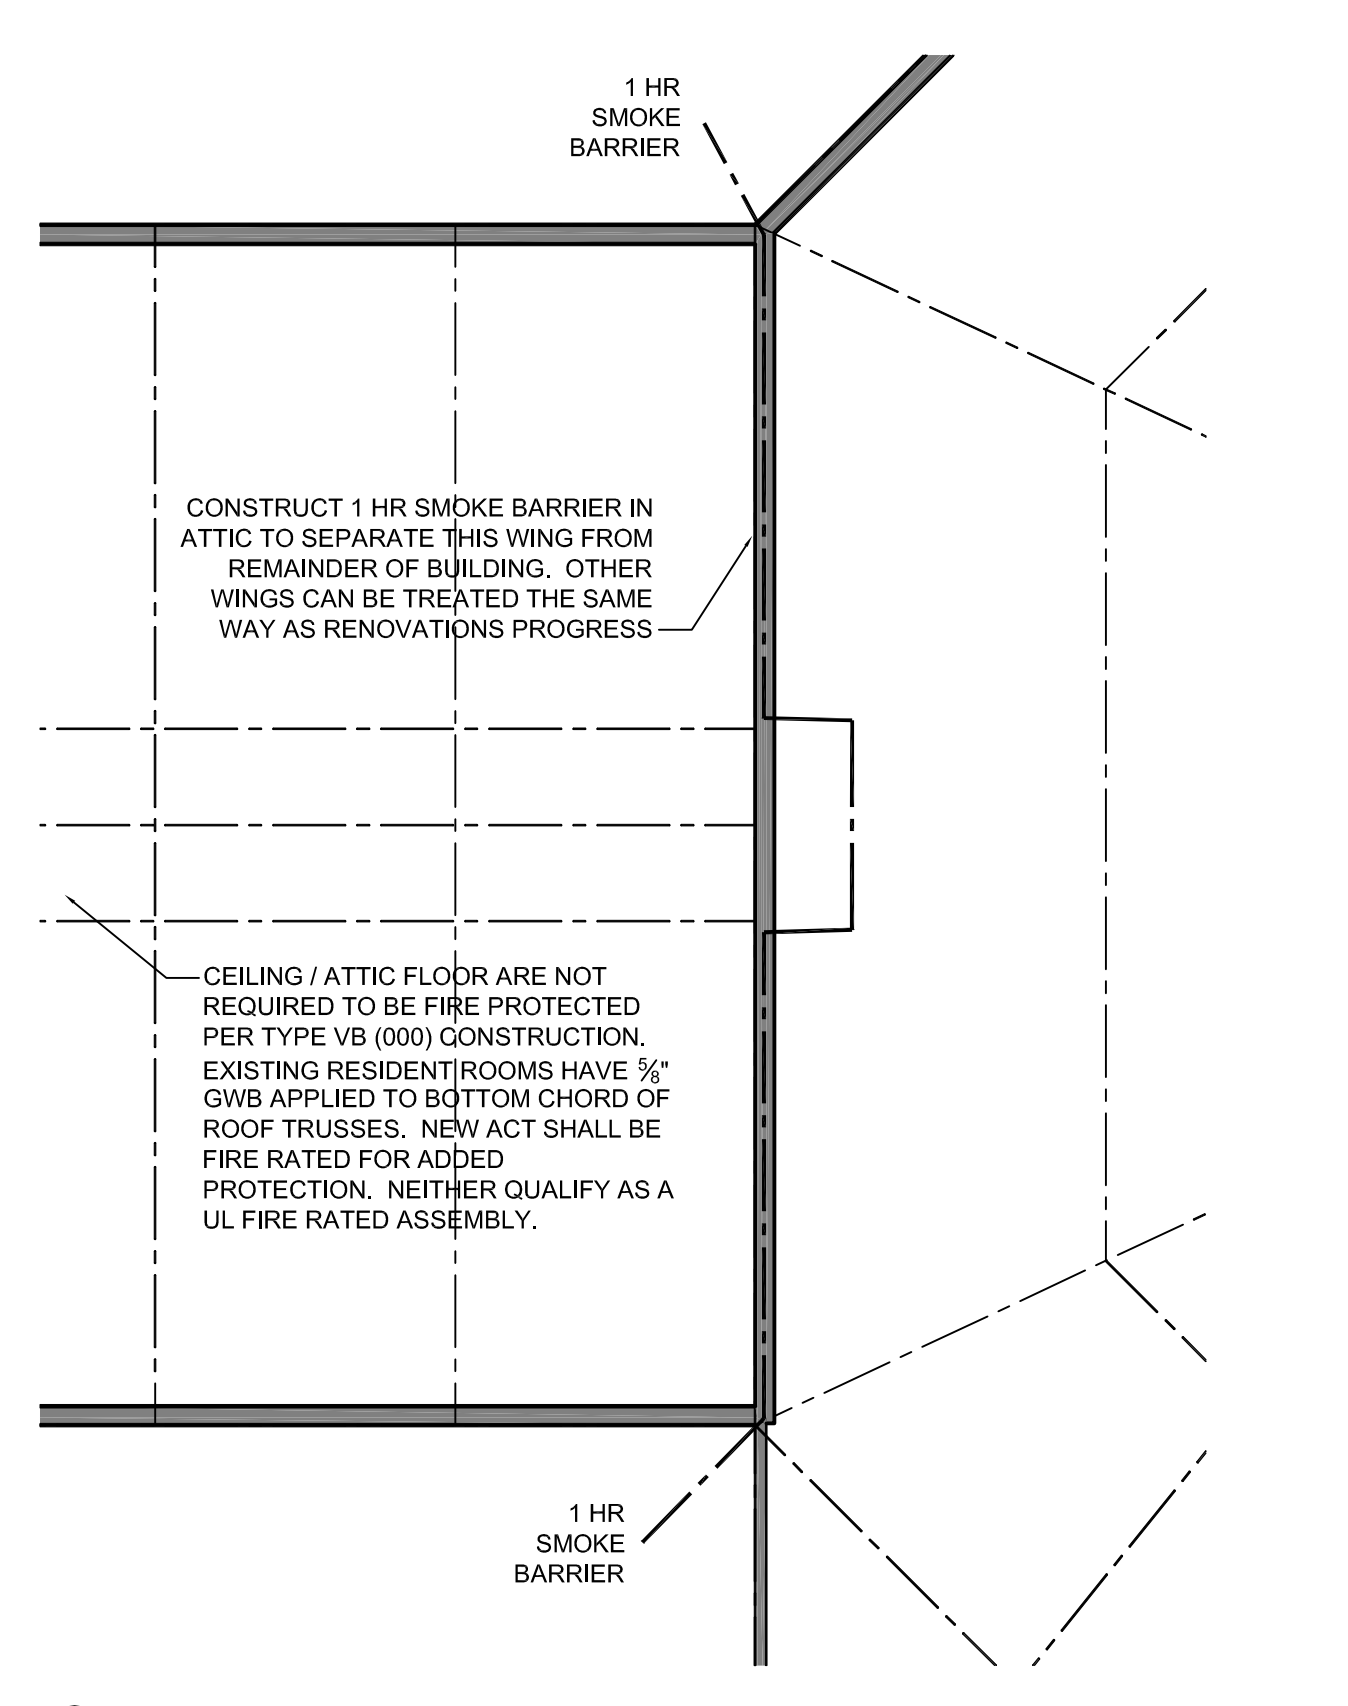 1 HR
SMOKE
BARRIER
CONSTRUCT 1 HR SMOKE BARRIER IN
ATTIC TO SEPARATE THIS WING FROM
REMAINDER OF BUILDING.  OTHER
WINGS CAN BE TREATED THE SAME
WAY AS RENOVATIONS PROGRESS
CEILING / ATTIC FLOOR ARE NOT
REQUIRED TO BE FIRE PROTECTED
PER TYPE VB (000) CONSTRUCTION.
EXISTING RESIDENT ROOMS HAVE ⅝"
GWB APPLIED TO BOTTOM CHORD OF
ROOF TRUSSES.  NEW ACT SHALL BE
FIRE RATED FOR ADDED
PROTECTION.  NEITHER QUALIFY AS A
UL FIRE RATED ASSEMBLY.
1 HR
SMOKE
BARRIER